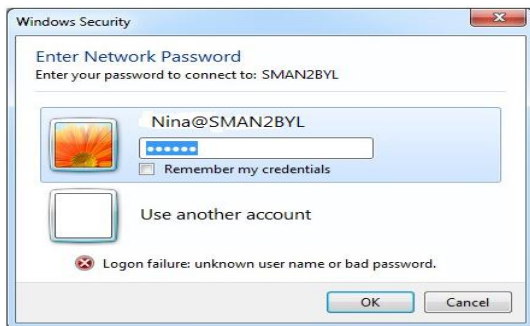 Windows Security
Enter Network Password
Enter your password to connect to: SMAN2BYL
Nina@SMAN2BYL
••••••
Remember my credentials
Use another account
Logon failure: unknown user name or bad password.
OK
Cancel